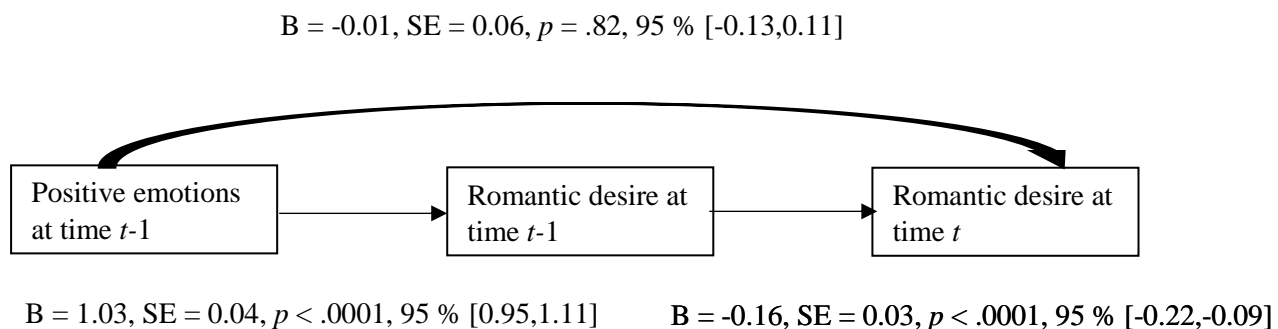 B = -0.01, SE = 0.06, p = .82, 95 % [-0.13,0.11]
Positive emotions
at time t-1
Romantic desire at
time t-1
Romantic desire at
time t
B = 1.03, SE = 0.04, p < .0001, 95 % [0.95,1.11]
B = -0.16, SE = 0.03, p < .0001, 95 % [-0.22,-0.09]